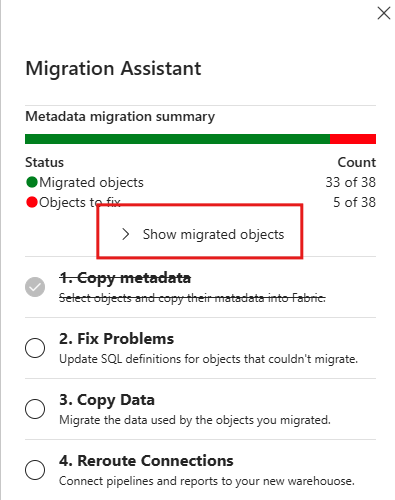 Migration Assistant
Metadata migration summary
Status Count
Migrated objects 33 of 38
Objects to fix 5 of 38
Show migrated objects
1. Copy metadata
Select objects and copy their matadata into Fabric.
2. Fix Problems
Update SQL definitions for objects that couldn't migrate.
3. Copy Data
Migrate the data used by the objects you migrated.
4. Reroute Connections
Connect pipelines and reports to your new warehouose.